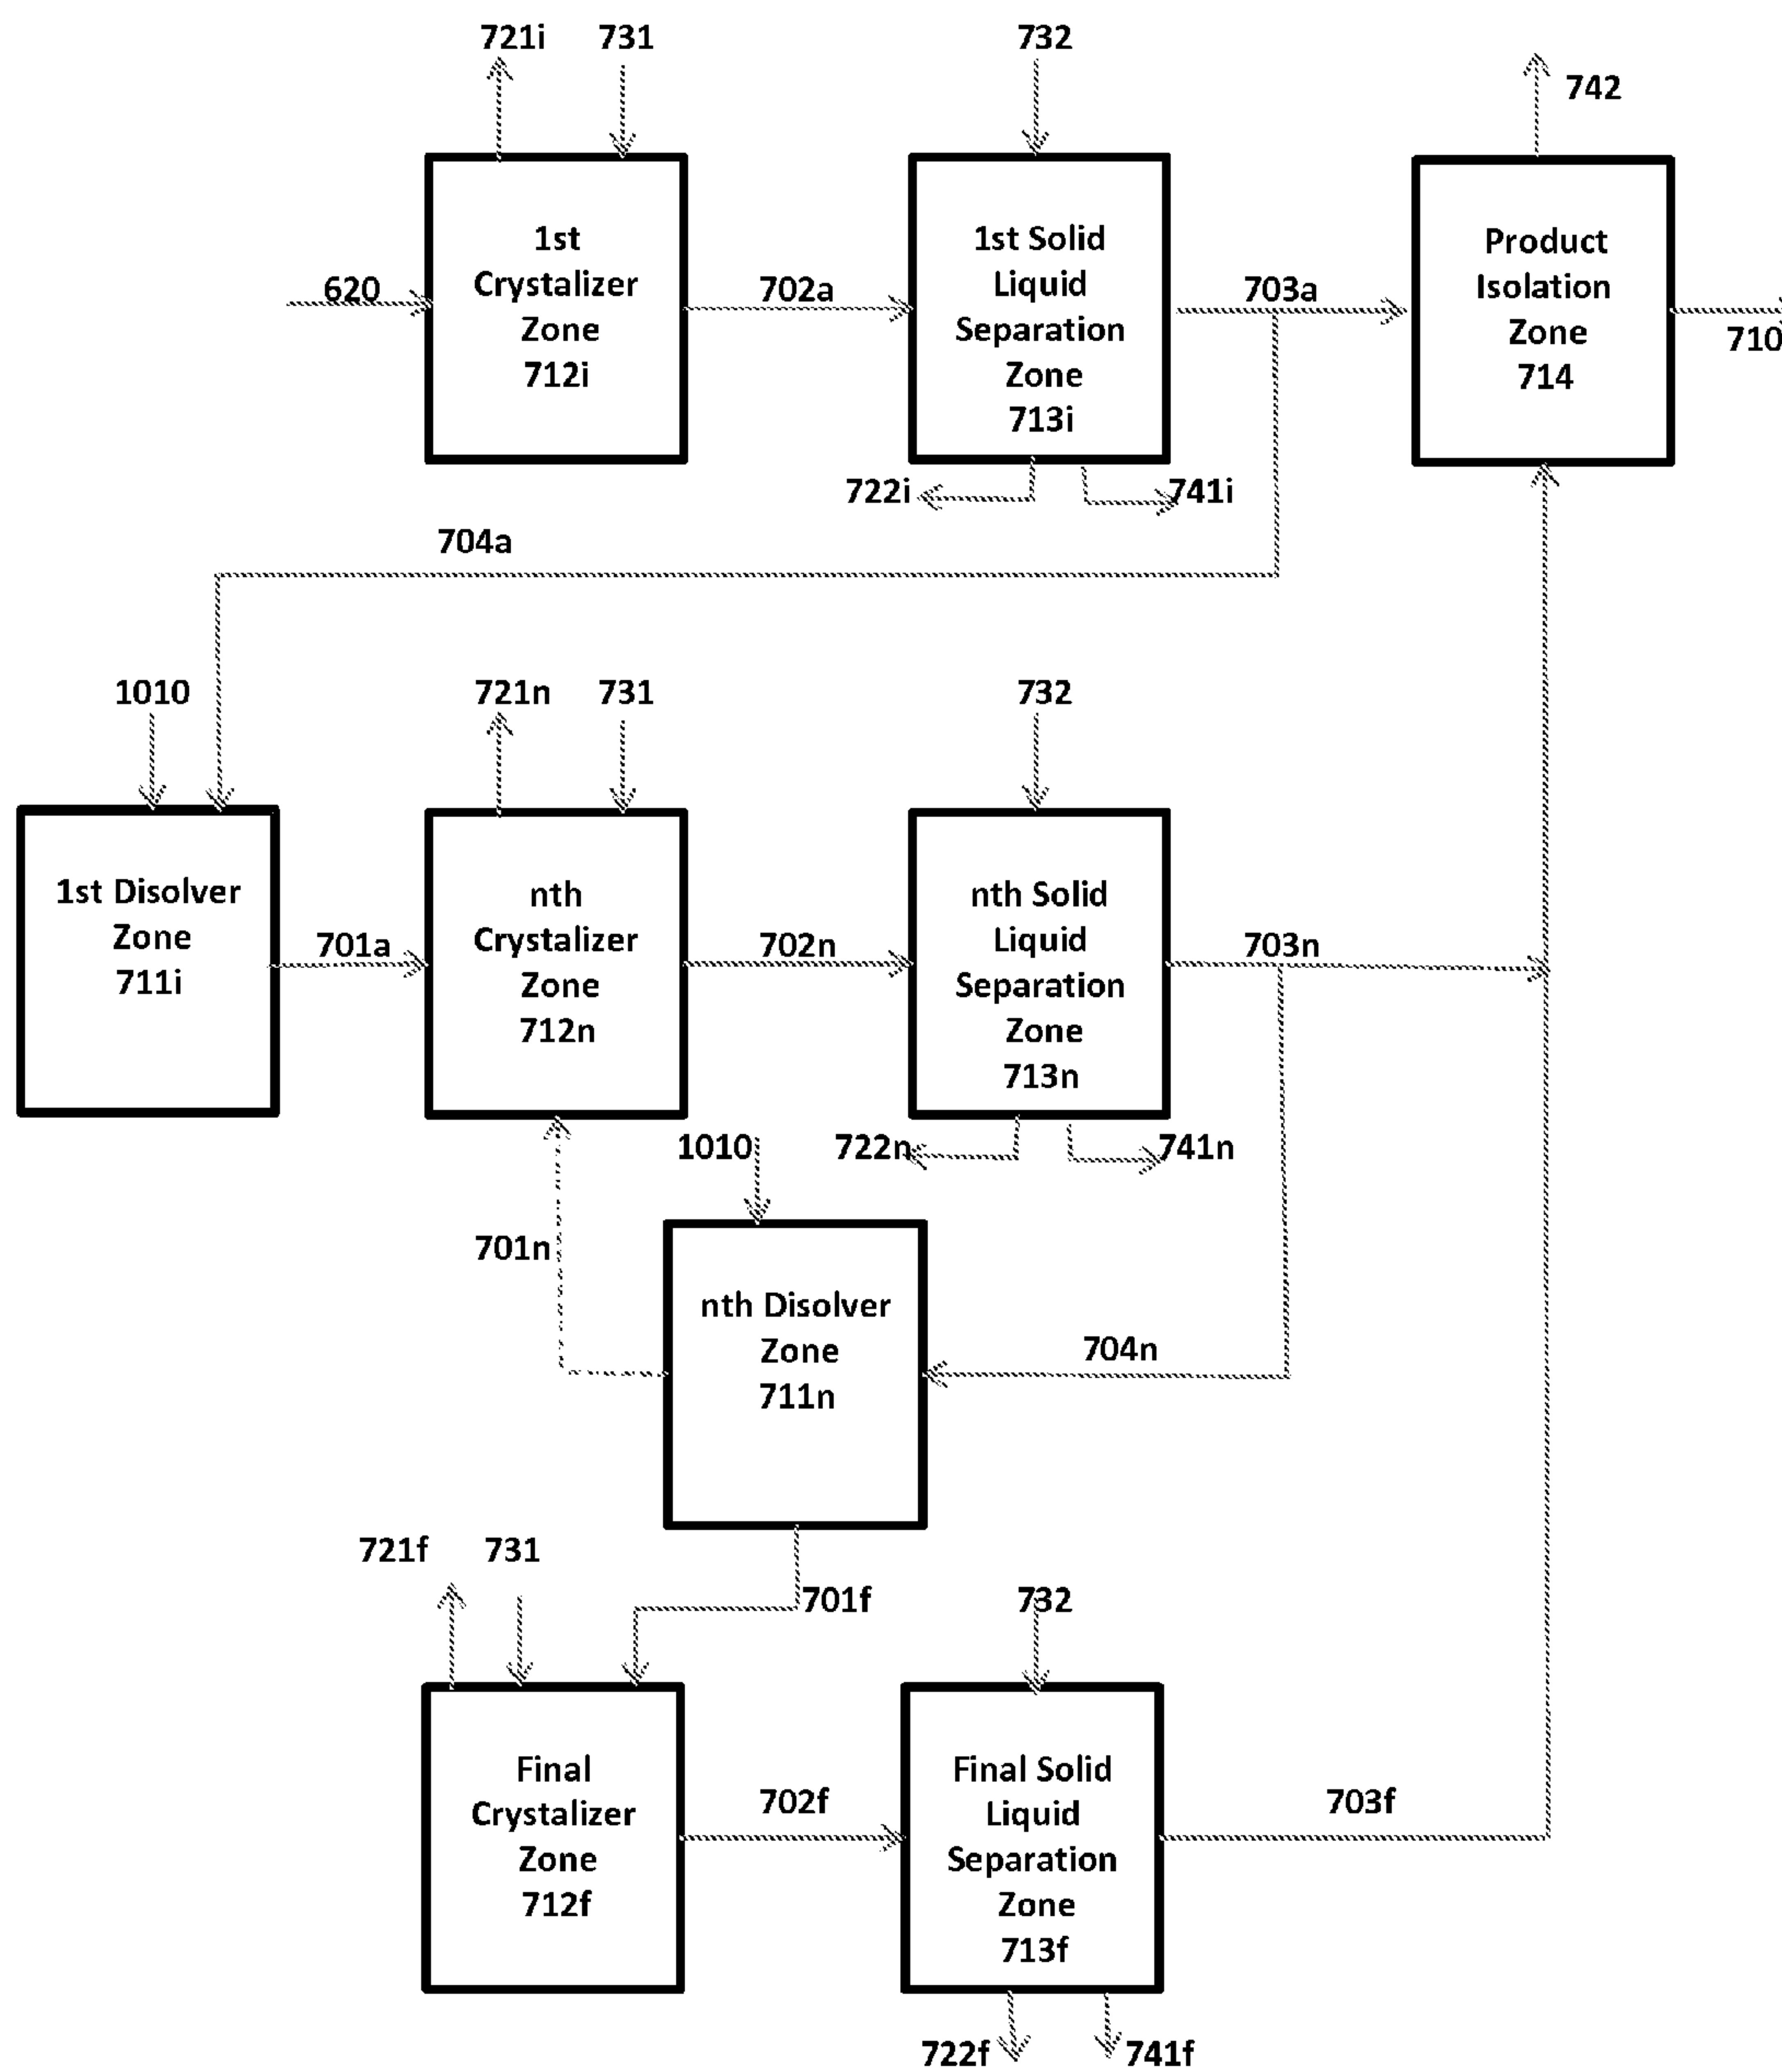 721i 731 732
742
1st
Crystalizer
Zone
712i
1st Solid
Liquid
Separation
Zone
713i
Product
Isolation
Zone
714
620
702a
703a
710
722i
741i
704a
1010
721n 731 732
1st Disolver
Zone
711i
701a
nth
Crystalizer
Zone
712n
702n
nth Solid
Liquid
Separation
Zone
713n
703n
1010
722n
741n
701n
nth Disolver
Zone
711n
704n
721f 731
701f
732
Final
Crystalizer
Zone
712f
702f
Final Solid
Liquid
Separation
Zone
713f
703f
722f
741f